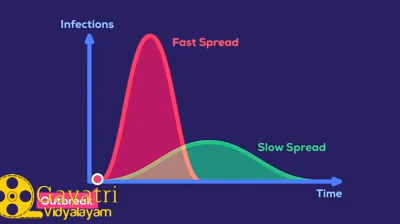 Infections
Fast Spread
Slow Spread
Time
Gayatri
Outbreak
Vidyalayam